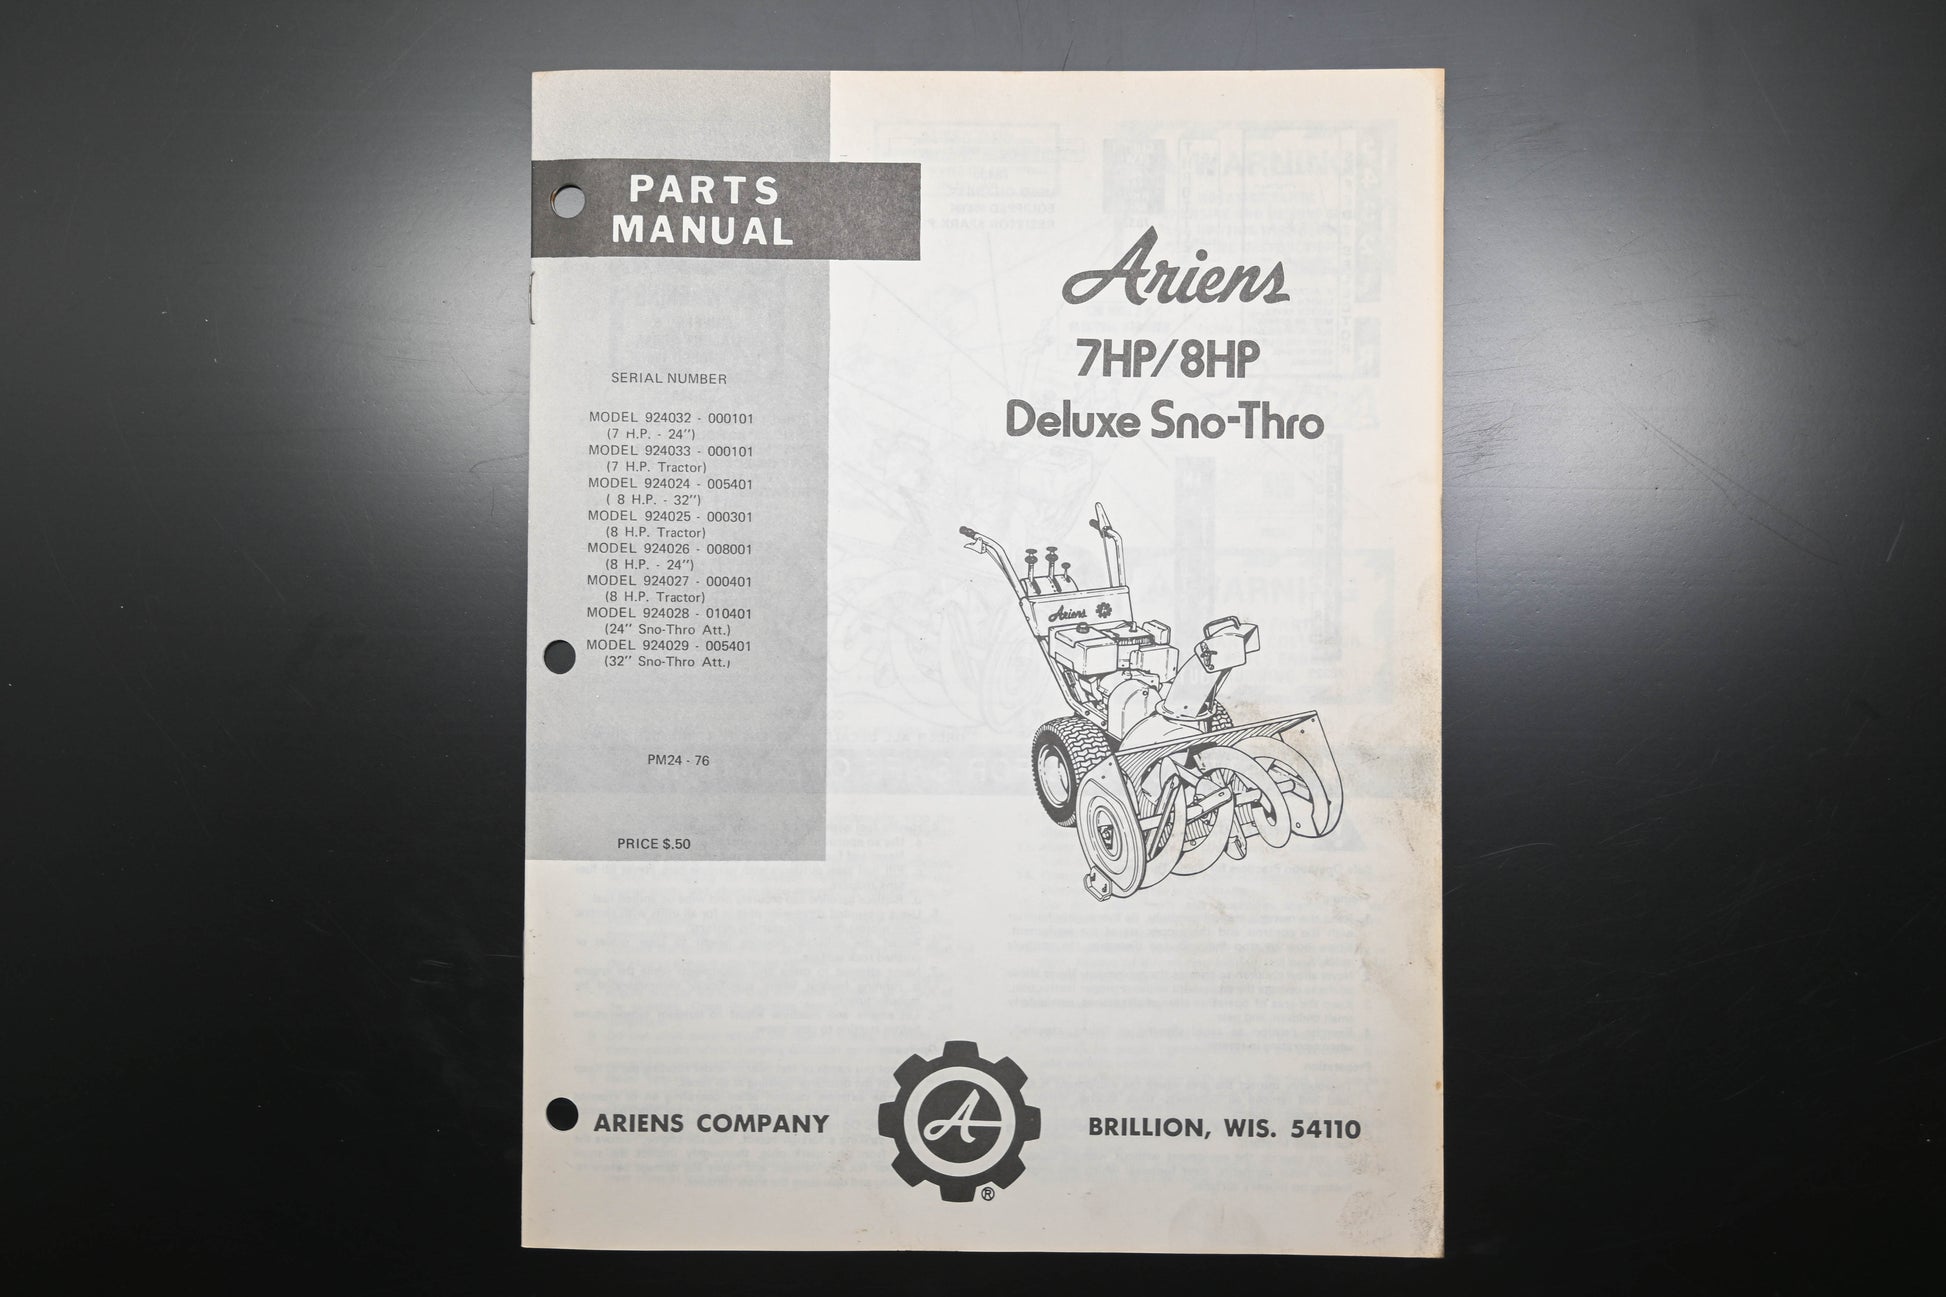 PARTS
MANUAL
SERIAL NUMBER
MODEL 924032 - 000101
(7 H.P. - 24")
MODEL 924033 - 000101
(7 H.P. Tractor)
MODEL 924024 - 005401
( 8 H.P. - 32")
MODEL 924025 - 000301
(8 H.P. Tractor)
MODEL 924026 - 008001
(8 H.P. - 24")
MODEL 924027 - 000401
(8 H.P. Tractor)
MODEL 924028 - 010401
(24" Sno-Thro Att.)
MODEL 924029 - 005401
(32" Sno-Thro Att.)
PM24 - 76
PRICE $.50
Ariens
7HP/8HP
Deluxe Sno-Thro
Ariens
ARIENS COMPANY
A
®
BRILLION, WIS. 54110